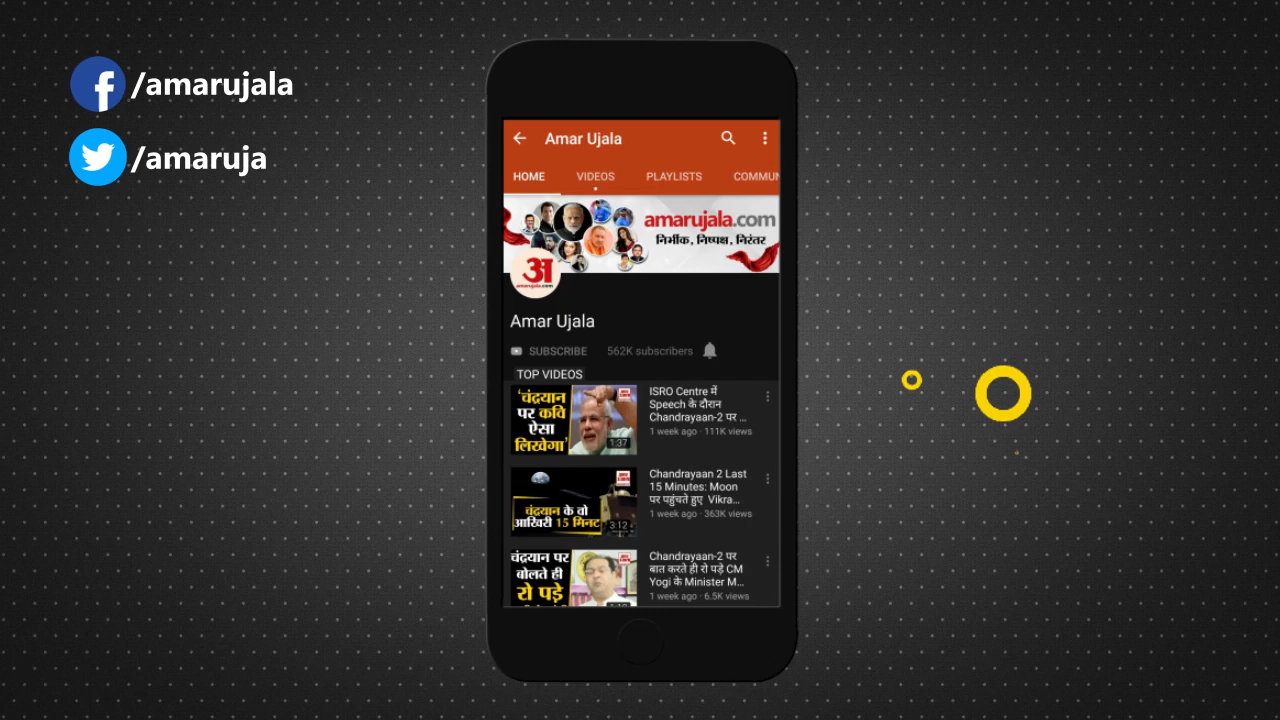 /amarujala
/amaruja
Amar Ujala
HOME VIDEOS PLAYLISTS COMMUN
amarujala.com
निर्भीक, निष्पक्ष, निरंतर
अ
amarujala.com
Amar Ujala
SUBSCRIBE 562K subscribers
TOP VIDEOS
'चंद्रयान
पर कवि
ऐसा
लिखेगा'
1:37
ISRO Centre में
Speech के दौरान
Chandrayaan-2 पर ...
1 week ago · 111K views
चंद्रयान के वो
आखिरी 15 मिनट
3:12
Chandrayaan 2 Last
15 Minutes: Moon
पर पहुंचते हुए Vikra...
1 week ago · 363K views
चंद्रयान पर
बोलते ही
रो पड़े
Chandrayaan-2 पर
बात करते ही रो पड़े CM
Yogi के Minister M...
1 week ago · 6.5K views